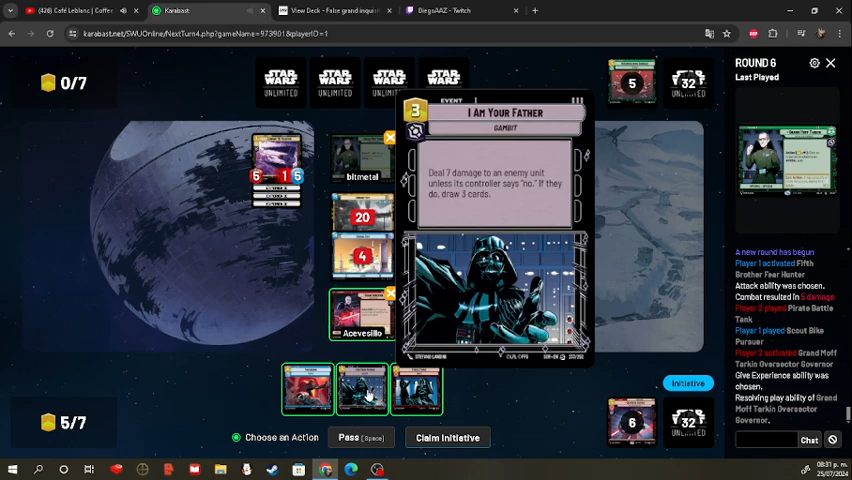 (428) Café Leblanc | Coffee
Karabast
View Deck - False grand inquisit
DiegoAAZ - Twitch
karabast.net/SWUOnline/NextTurn4.php?gameName=973901&playerID=1
0/7
STAR WARS
UNLIMITED
STAR WARS
UNLIMITED
STAR WARS
UNLIMITED
STAR WARS
UNLIMITED
5
32
ROUND 6
Last Played
bitmetal
5
1
5
20
4
Acevesillo
3
EVENT
I AM YOUR FATHER
GAMBIT
Deal 7 damage to an enemy unit
unless its controller says "no." If they
do, draw 3 cards.
A new round has begun
Player 1 activated Fifth
Brother Fear Hunter
Attack ability was chosen.
Combat resulted in 5 damage
Player 2 played Pirate Battle
Tank
Player 1 played Scout Bike
Pursuer
Player 2 activated Grand Moff
Tarkin Oversector Governor
Give Experience ability was
chosen.
Resolving play ability of Grand
Moff Tarkin Oversector
Governor.
Initiative
5/7
Choose an Action
Pass [Space]
Claim Initiative
6
32
Chat
08:31 p. m.
25/07/2024